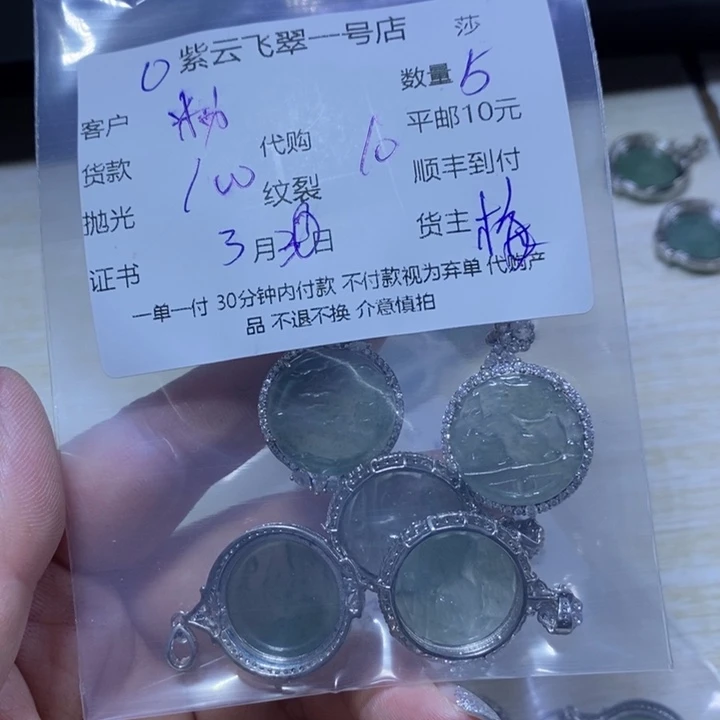 0 紫云飞翠一号店 莎
客户 数量 5
货款 100 代购 10 平邮10元
抛光 纹裂 顺丰到付
证书 3月30日 货主 杨
一单一付 30分钟内付款 不付款视为弃单 代购产
品 不退不换 介意慎拍